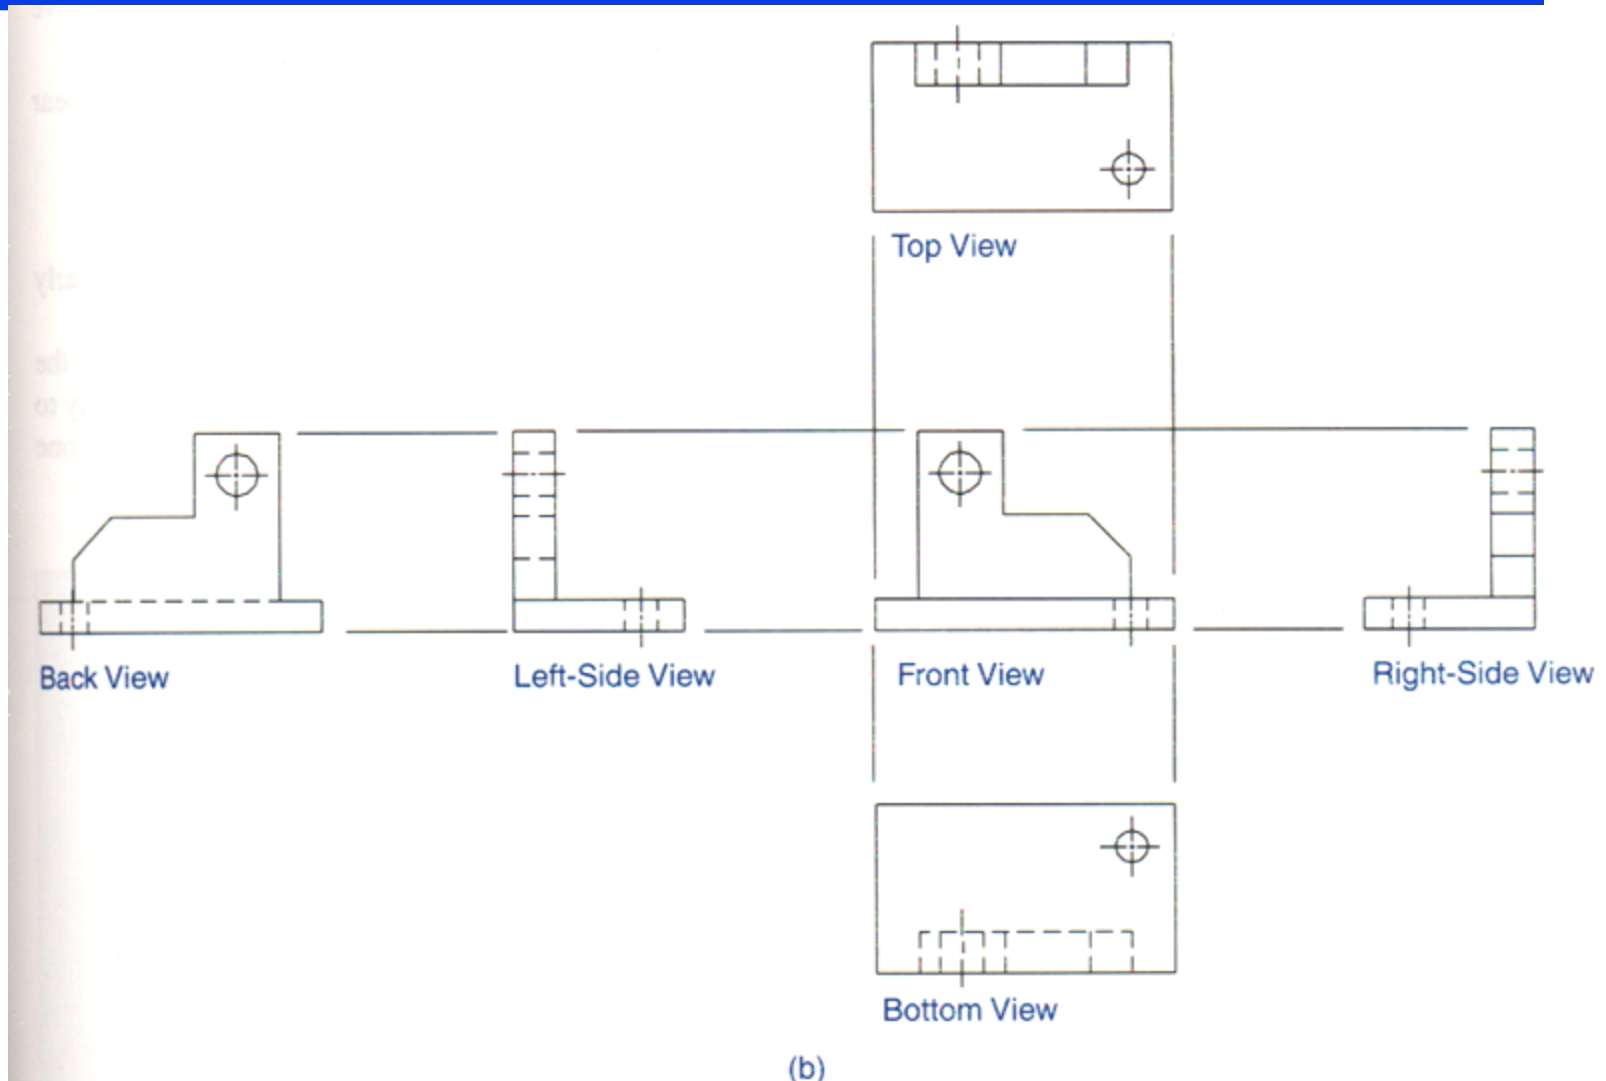 Top View
Back View
Left-Side View
Front View
Right-Side View
Bottom View
(b)